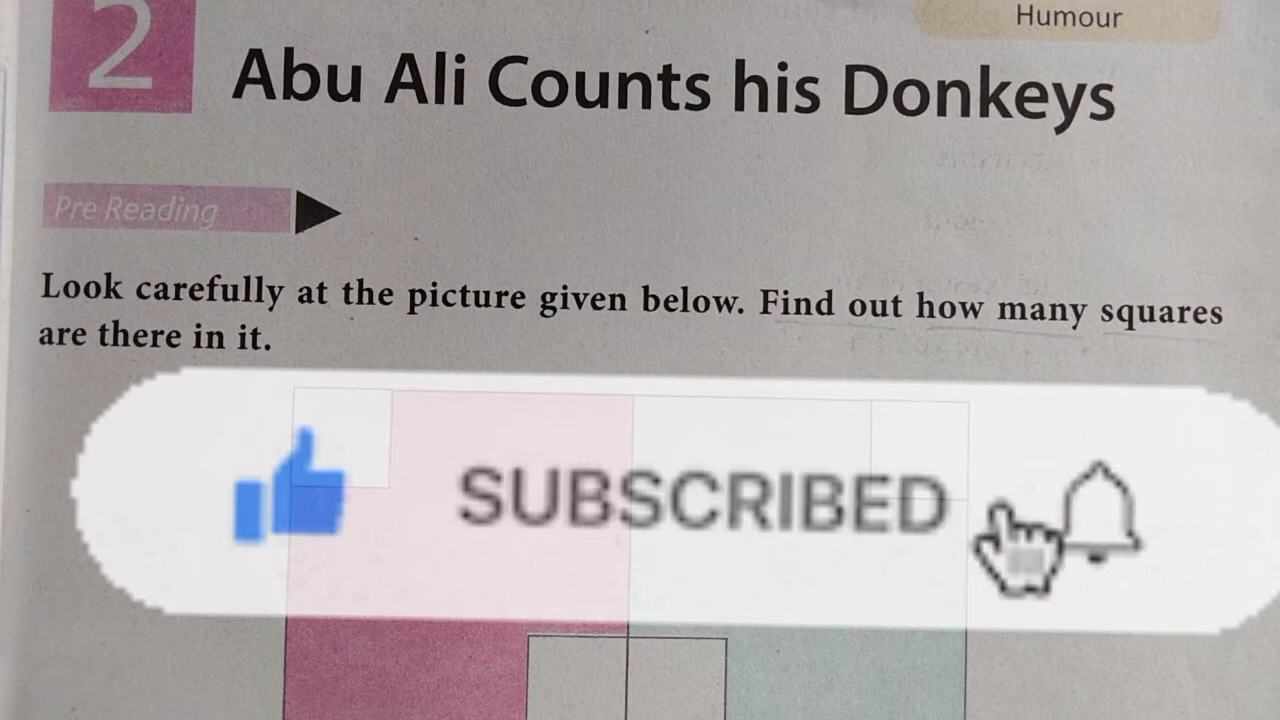 Humour
2
Abu Ali Counts his Donkeys
Pre Reading
Look carefully at the picture given below. Find out how many squares
are there in it.
SUBSCRIBED